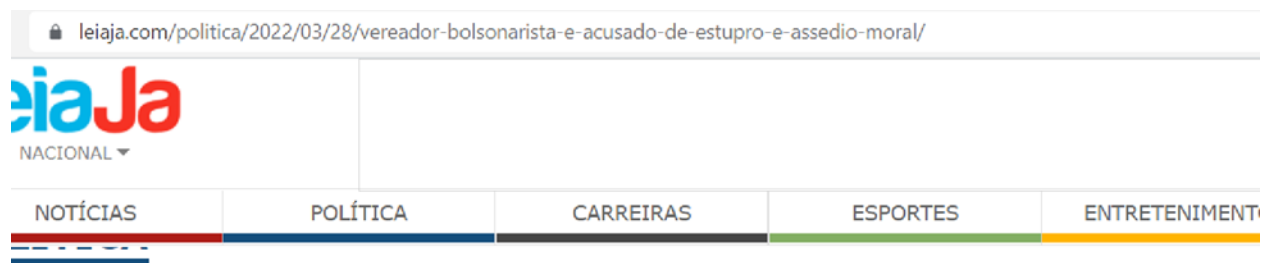 leiaja.com/politica/2022/03/28/vereador-bolsonarista-e-acusado-de-estupro-e-assedio-moral/
eiaJa
NACIONAL
NOTÍCIAS POLÍTICA CARREIRAS ESPORTES ENTRETENIMENTO